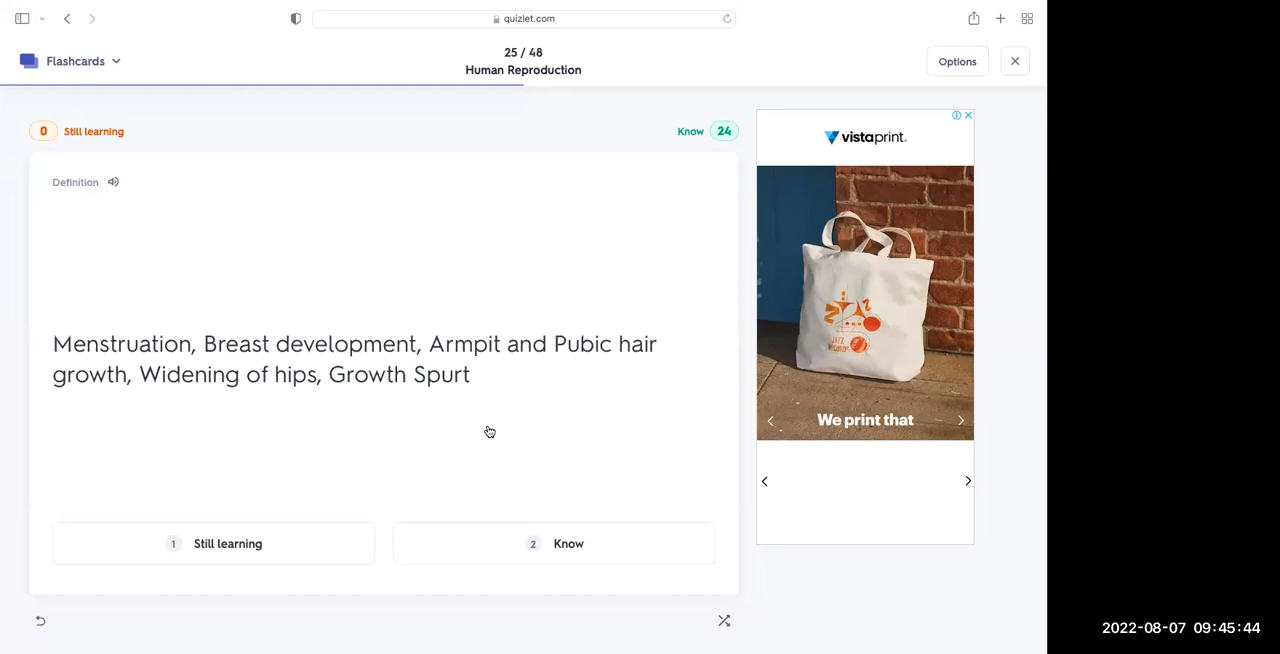 quizlet.com
Flashcards
25 / 48
Human Reproduction
Options
0 Still learning
Know 24
vistaprint.
Definition
Menstruation, Breast development, Armpit and Pubic hair
growth, Widening of hips, Growth Spurt
We print that
1 Still learning
2 Know
2022-08-07 09:45:44